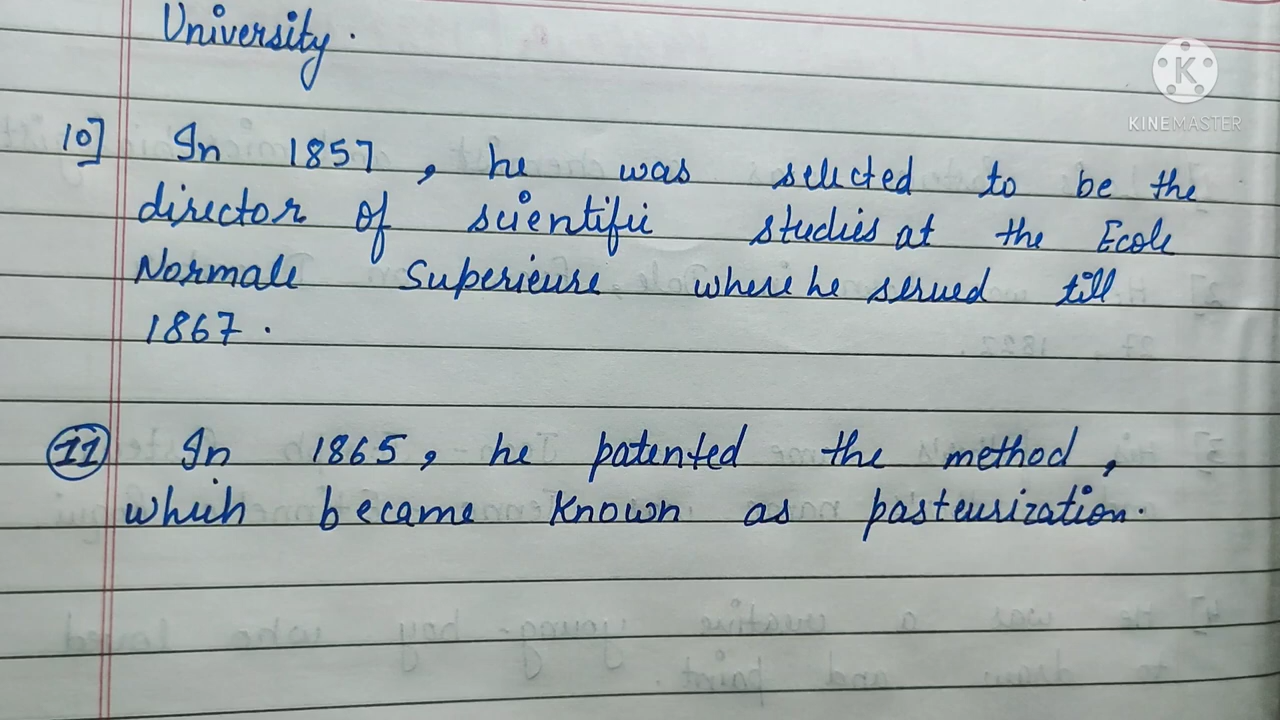 University.
10] In 1857, he was selected to be the
director of scientific studies at the Ecole
Normale Superieure where he served till
1867.
11 In 1865, he patented the method,
which became known as pasteurization.
K
KINEMASTER